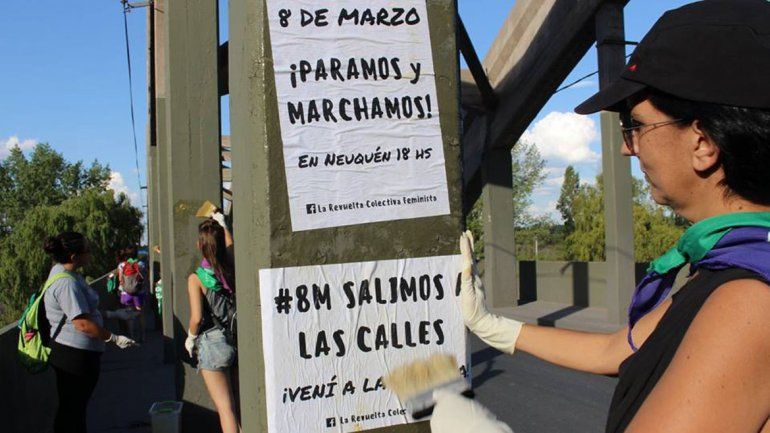 8 DE MARZO
¡PARAMOS y
MARCHAMOS!
EN NEUQUÉN 18 HS
La Revuelta Colectiva Feminista
#8M SALIMOS
LAS CALLES
¡VENÍ A LA
La Revuelta